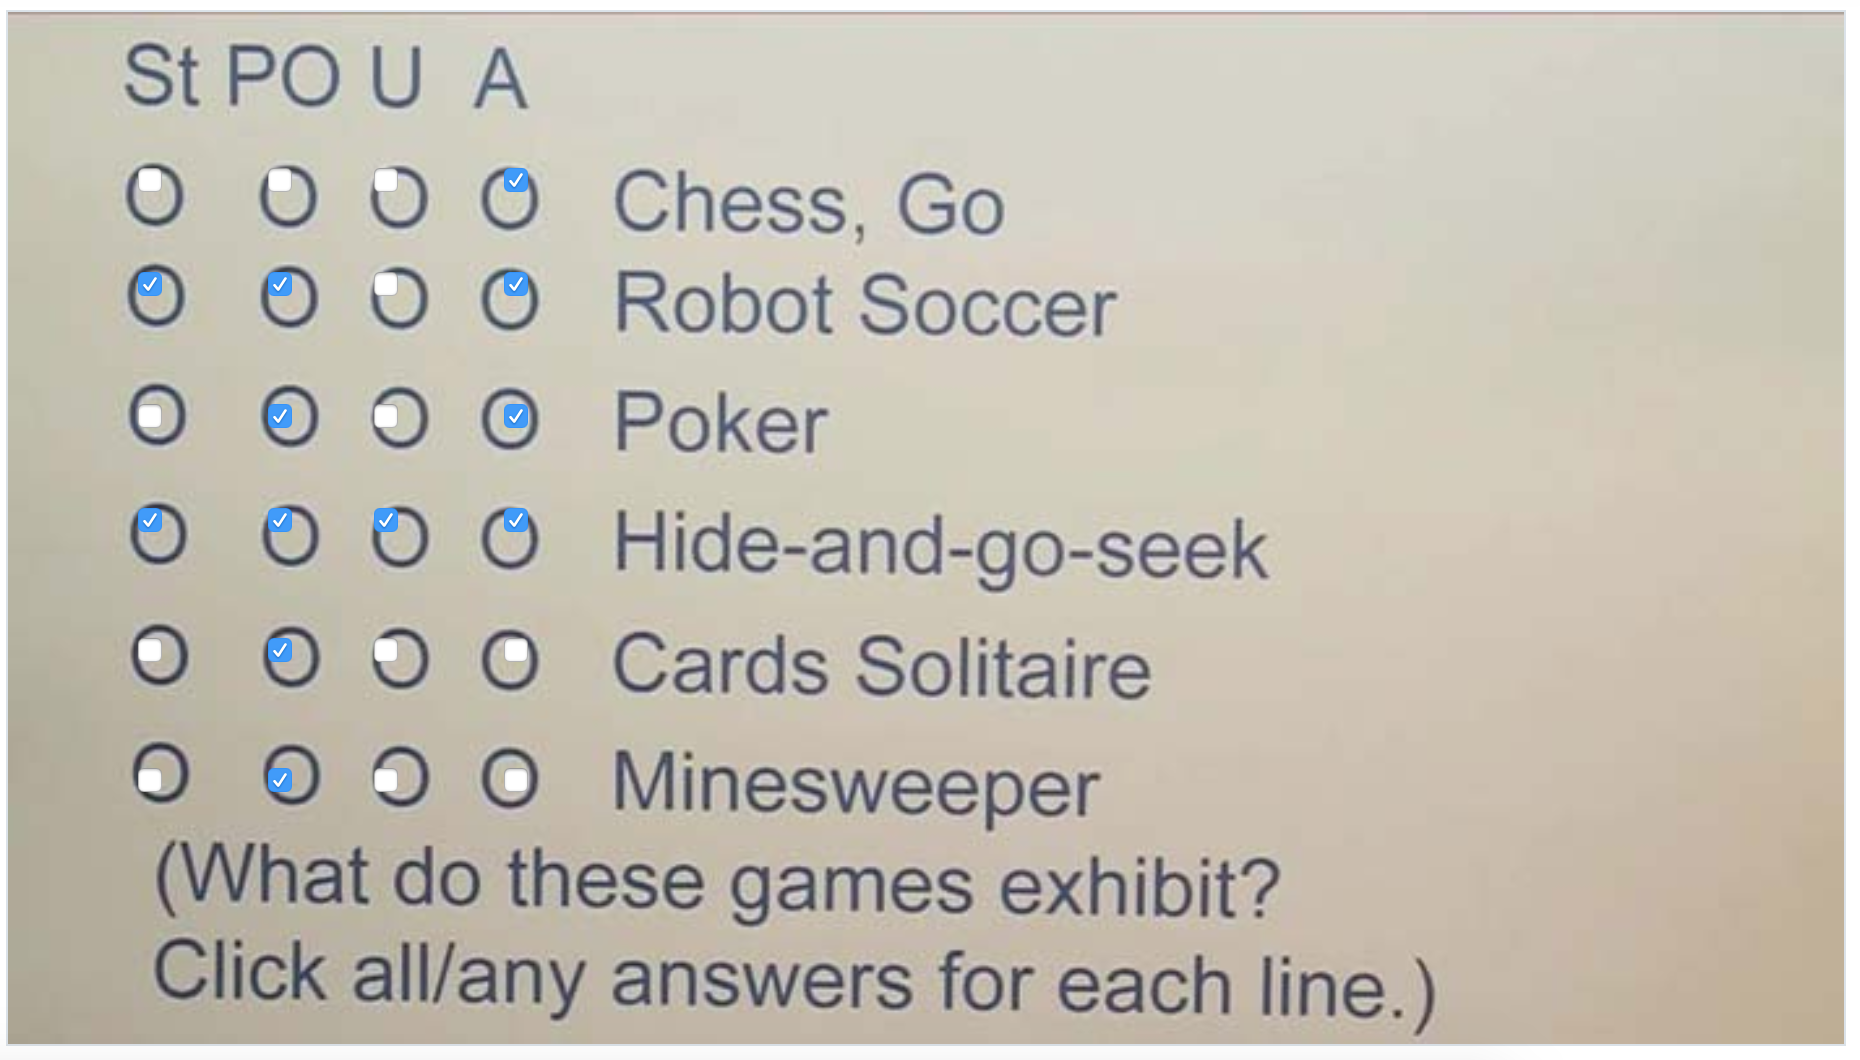 St PO U A
Chess, Go
Robot Soccer
Poker
Hide-and-go-seek
Cards Solitaire
Minesweeper
(What do these games exhibit?
Click all/any answers for each line.)